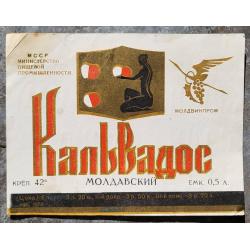 МССР
МИНИСТЕРСТВО
ПИЩЕВОЙ
ПРОМЫШЛЕННОСТИ
МОЛДВИНПРОМ
Кальвадос
МОЛДАВСКИЙ
КРЕП. 42°
ЕМК. 0,5 л.